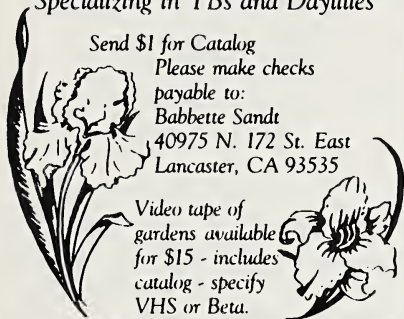 Specializing in TBs and Daylilies
Send $1 for Catalog
Please make checks
payable to:
Babbette Sandt
40975 N. 172 St. East
Lancaster, CA 93535
Video tape of
gardens available
for $15 - includes
catalog - specify
VHS or Beta.